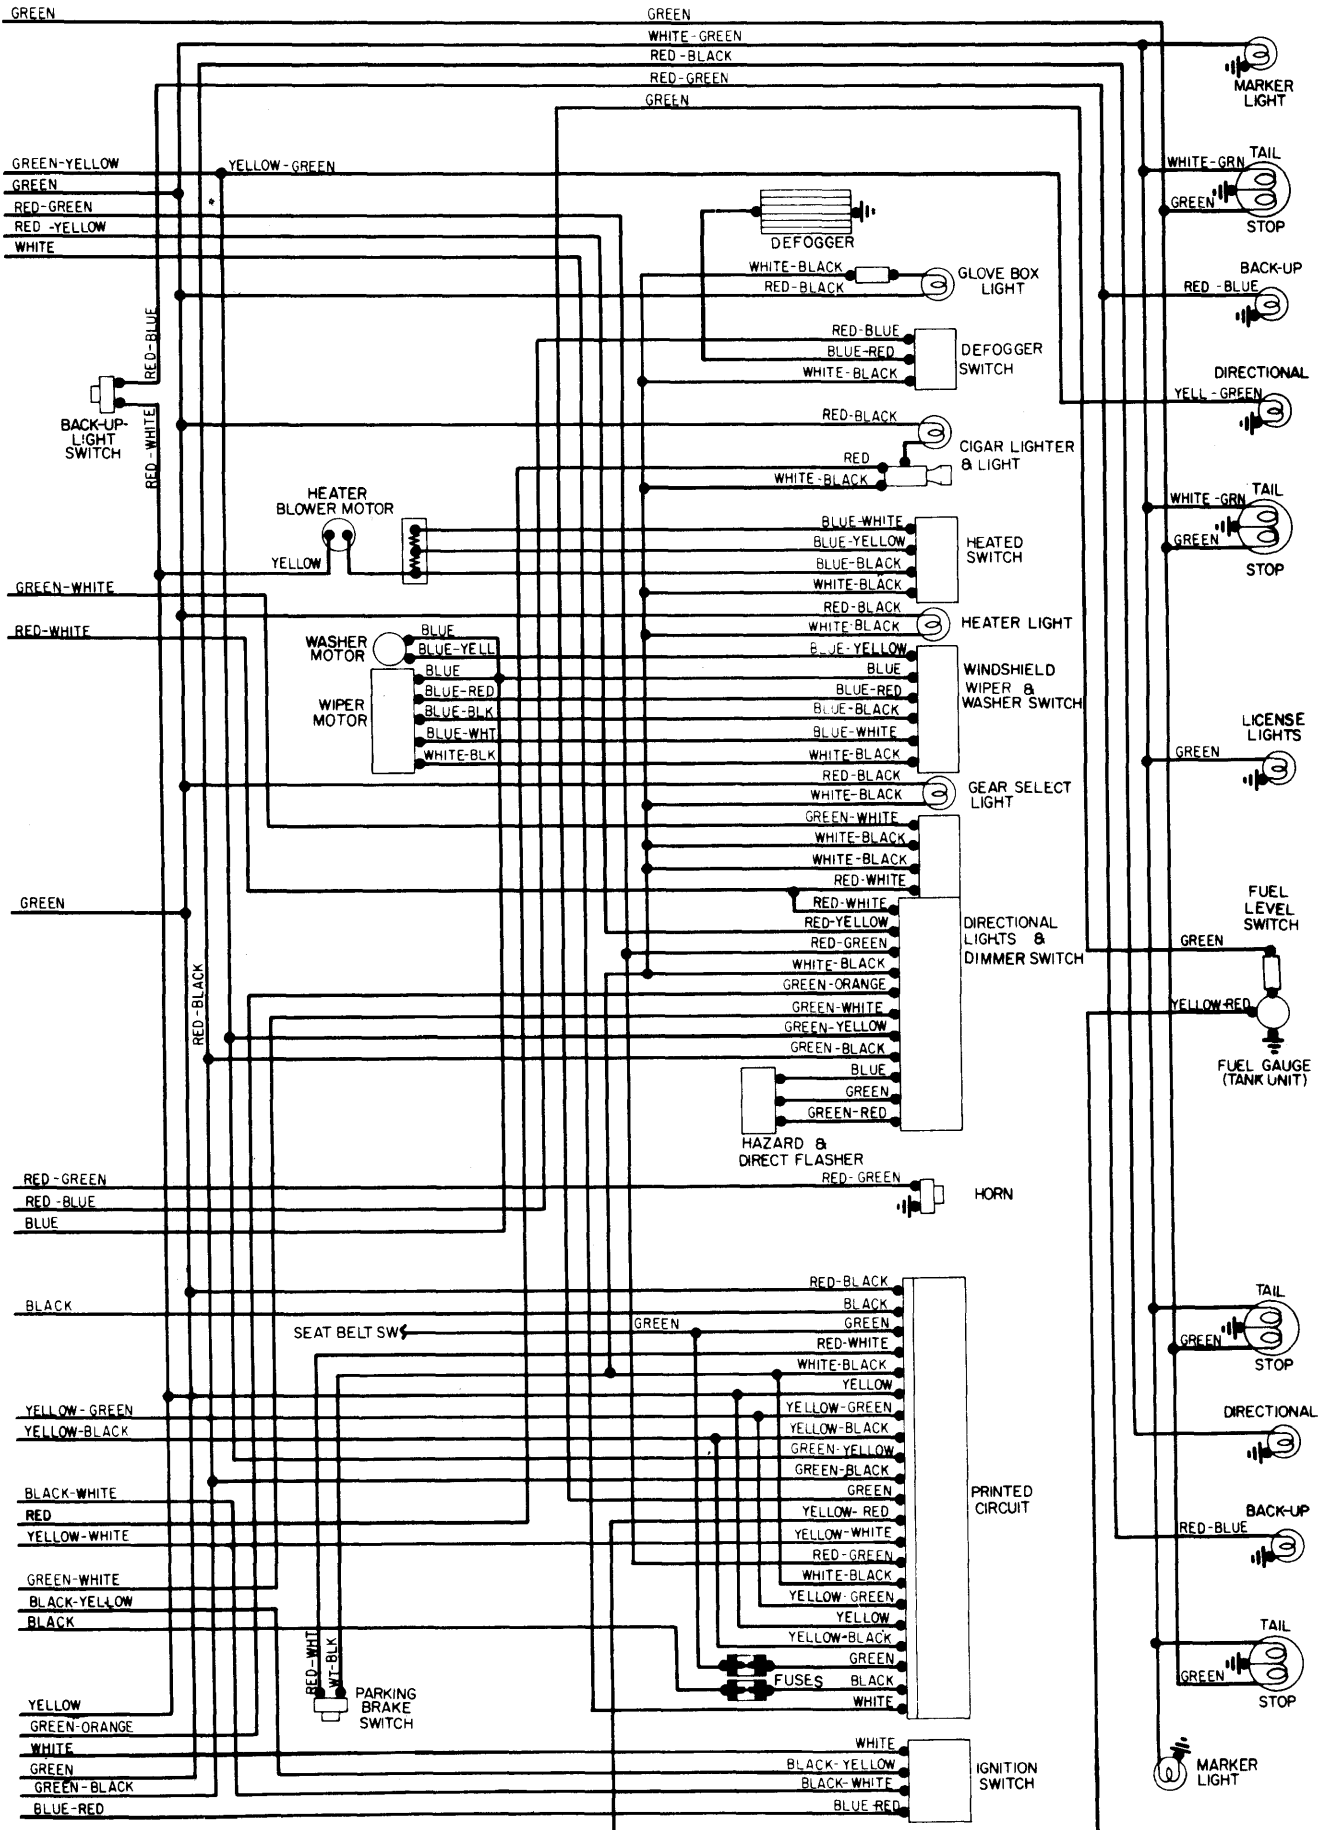 GREEN
GREEN
WHITE-GREEN
RED-BLACK
RED-GREEN
GREEN
MARKER
LIGHT
GREEN-YELLOW
YELLOW-GREEN
GREEN
RED-GREEN
RED-YELLOW
WHITE
TAIL
WHITE-GRN
GREEN
STOP
DEFOGGER
WHITE-BLACK
RED-BLACK
GLOVE BOX
LIGHT
BACK-UP
RED-BLUE
RED-BLUE
RED-BLUE
BLUE-RED
WHITE-BLACK
DEFOGGER
SWITCH
DIRECTIONAL
YELL-GREEN
BACK-UP-
LIGHT
SWITCH
RED-WHITE
RED-BLACK
RED
WHITE-BLACK
CIGAR LIGHTER
& LIGHT
TAIL
WHITE-GRN
GREEN
STOP
HEATER
BLOWER MOTOR
YELLOW
BLUE-WHITE
BLUE-YELLOW
BLUE-BLACK
WHITE-BLACK
HEATED
SWITCH
GREEN-WHITE
RED-WHITE
RED-BLACK
WHITE-BLACK
HEATER LIGHT
WASHER
MOTOR
BLUE
BLUE-YELL
WIPER
MOTOR
BLUE
BLUE-RED
BLUE-BLK
BLUE-WHT
WHITE-BLK
BLUE-YELLOW
BLUE
BLUE-RED
BLUE-BLACK
BLUE-WHITE
WHITE-BLACK
WINDSHIELD
WIPER &
WASHER SWITCH
LICENSE
LIGHTS
GREEN
RED-BLACK
WHITE-BLACK
GEAR SELECT
LIGHT
GREEN-WHITE
WHITE-BLACK
WHITE-BLACK
RED-WHITE
RED-WHITE
RED-YELLOW
RED-GREEN
WHITE-BLACK
GREEN-ORANGE
GREEN-WHITE
GREEN-YELLOW
GREEN-BLACK
BLUE
GREEN
GREEN-RED
DIRECTIONAL
LIGHTS &
DIMMER SWITCH
GREEN
RED-BLACK
FUEL
LEVEL
SWITCH
GREEN
YELLOW-RED
FUEL GAUGE
(TANK UNIT)
HAZARD &
DIRECT FLASHER
RED-GREEN
HORN
RED-GREEN
RED-BLUE
BLUE
BLACK
SEAT BELT SW
GREEN
RED-BLACK
BLACK
GREEN
RED-WHITE
WHITE-BLACK
YELLOW
YELLOW-GREEN
YELLOW-BLACK
GREEN-YELLOW
GREEN-BLACK
GREEN
YELLOW-RED
YELLOW-WHITE
RED-GREEN
WHITE-BLACK
YELLOW-GREEN
YELLOW
YELLOW-BLACK
GREEN
FUSES
BLACK
WHITE
PRINTED
CIRCUIT
TAIL
GREEN
STOP
DIRECTIONAL
BACK-UP
RED-BLUE
TAIL
GREEN
STOP
MARKER
LIGHT
YELLOW-GREEN
YELLOW-BLACK
BLACK-WHITE
RED
YELLOW-WHITE
GREEN-WHITE
BLACK-YELLOW
BLACK
RED-WHT
WT-BLK
PARKING
BRAKE
SWITCH
YELLOW
GREEN-ORANGE
WHITE
GREEN
GREEN-BLACK
BLUE-RED
WHITE
BLACK-YELLOW
BLACK-WHITE
BLUE-RED
IGNITION
SWITCH